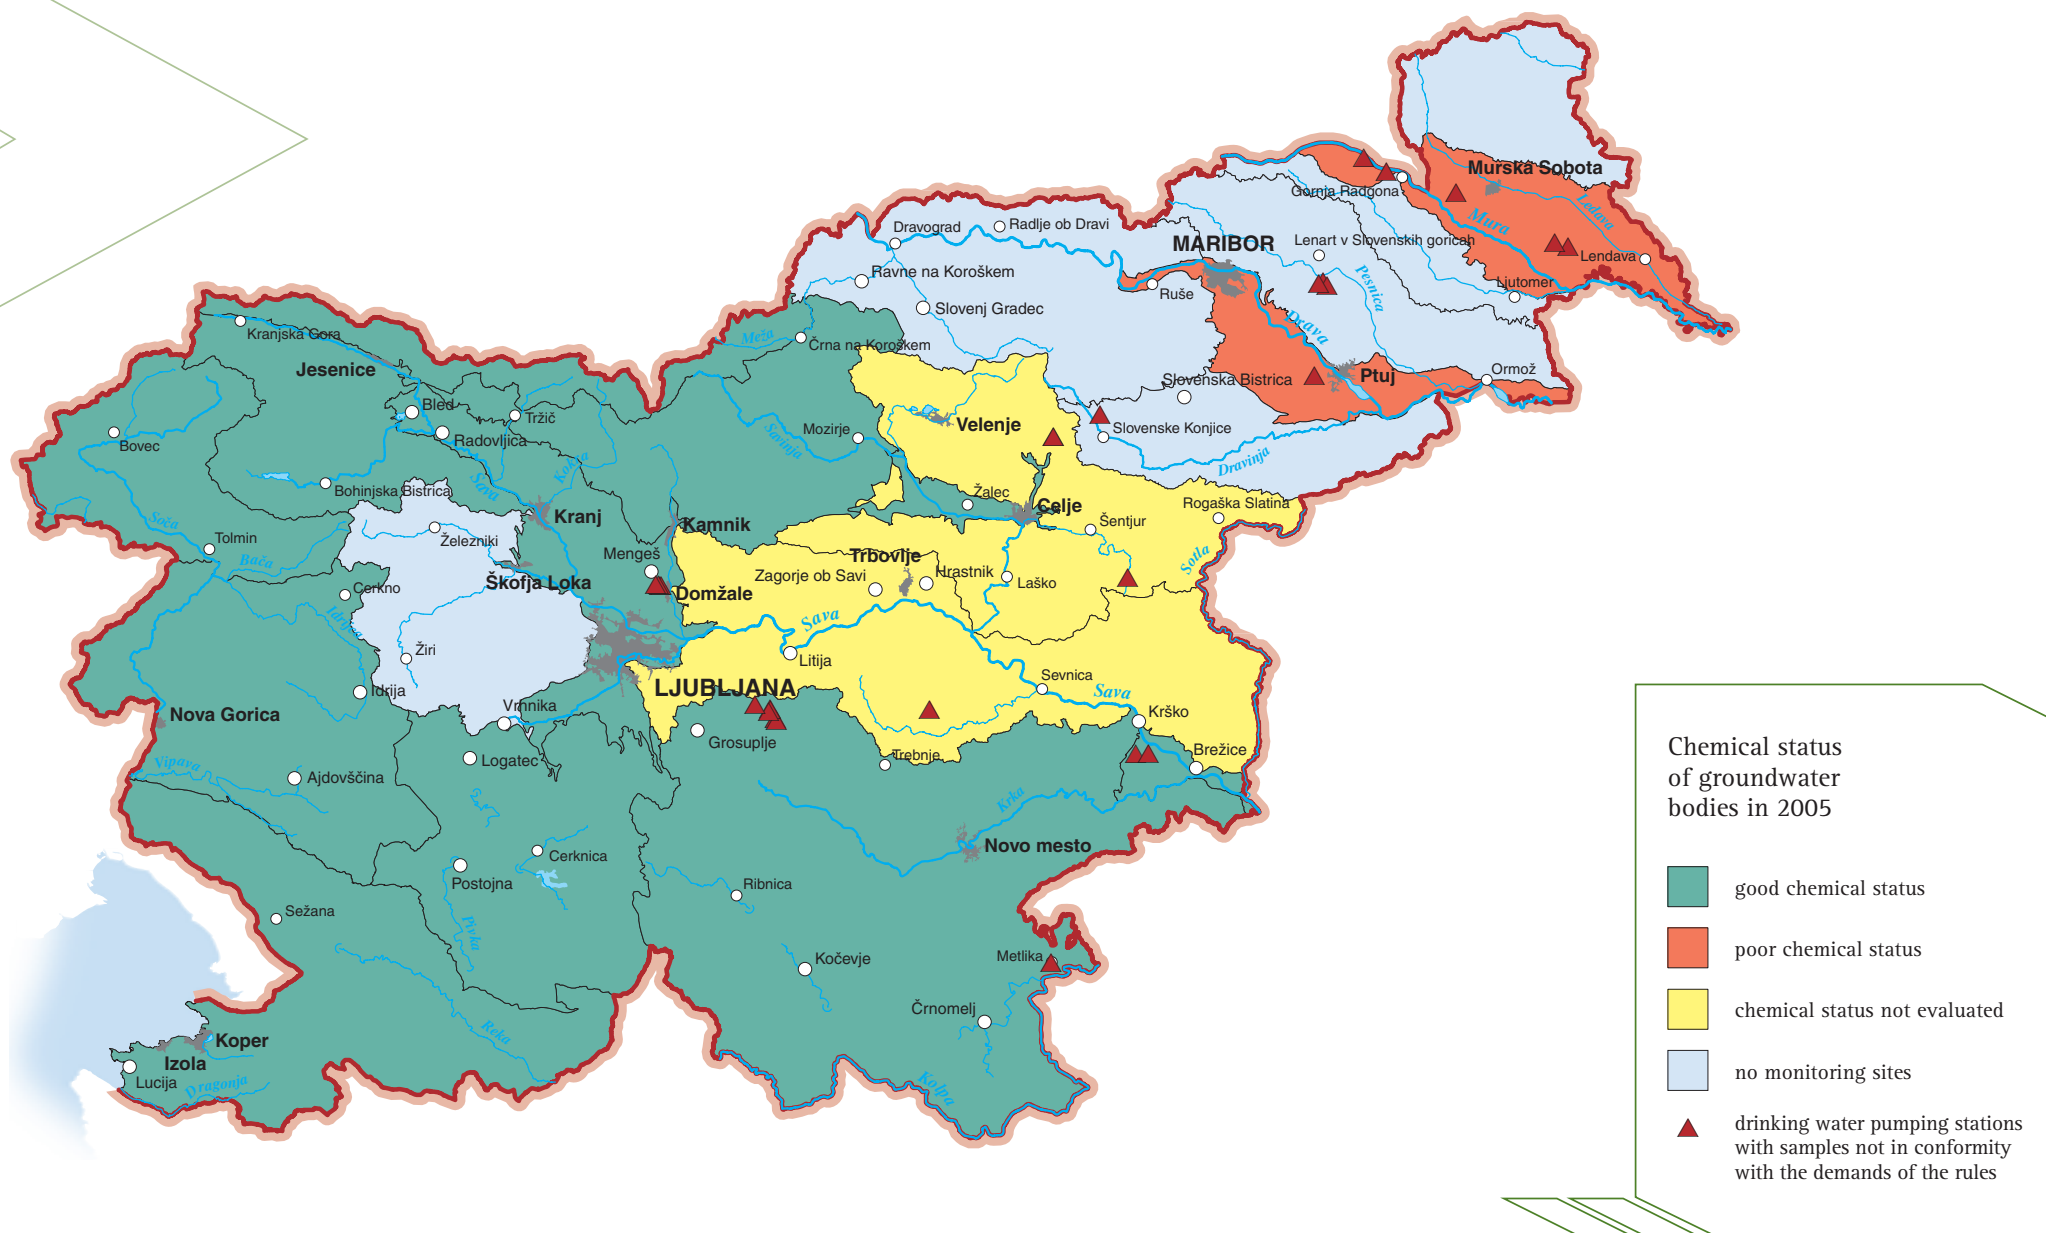 Murska Sobota
Gornja Radgona
Ledava
Mura
Dravograd
Radlje ob Dravi
MARIBOR
Lenart v Slovenskih goricah
Lendava
Ravne na Koroškem
Pesnica
Ljutomer
Ruše
Slovenj Gradec
Drava
Kranjska Gora
Meža
Črna na Koroškem
Jesenice
Ormož
Ptuj
Slovenska Bistrica
Bled
Tržič
Velenje
Mozirje
Slovenske Konjice
Bovec
Radovljica
Savinja
Kokra
Dravinja
Bohinjska Bistrica
Sava
Žalec
Celje
Rogaška Slatina
Kranj
Kamnik
Šentjur
Soča
Tolmin
Železniki
Mengeš
Trbovlje
Sotla
Bača
Zagorje ob Savi
Hrastnik
Laško
Škofja Loka
Domžale
Cerkno
Idrijca
Sava
Žiri
Litija
Idrija
LJUBLJANA
Sevnica
Sava
Vrhnika
Nova Gorica
Krško
Grosuplje
Trebnje
Brežice
Logatec
Vipava
Ajdovščina
Krka
Novo mesto
Cerknica
Postojna
Ribnica
Sežana
Pivka
Kočevje
Metlika
Črnomelj
Reka
Koper
Izola
Lucija
Dragonja
Kolpa
Chemical status
of groundwater
bodies in 2005
good chemical status
poor chemical status
chemical status not evaluated
no monitoring sites
drinking water pumping stations
with samples not in conformity
with the demands of the rules